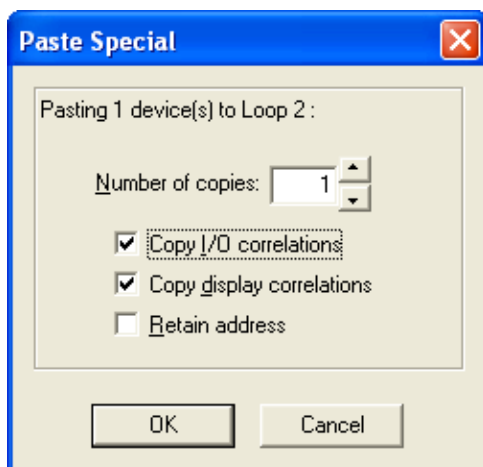 Paste Special
Pasting 1 device(s) to Loop 2 :
Number of copies: 1
Copy I/O correlations
Copy display correlations
Retain address
OK Cancel